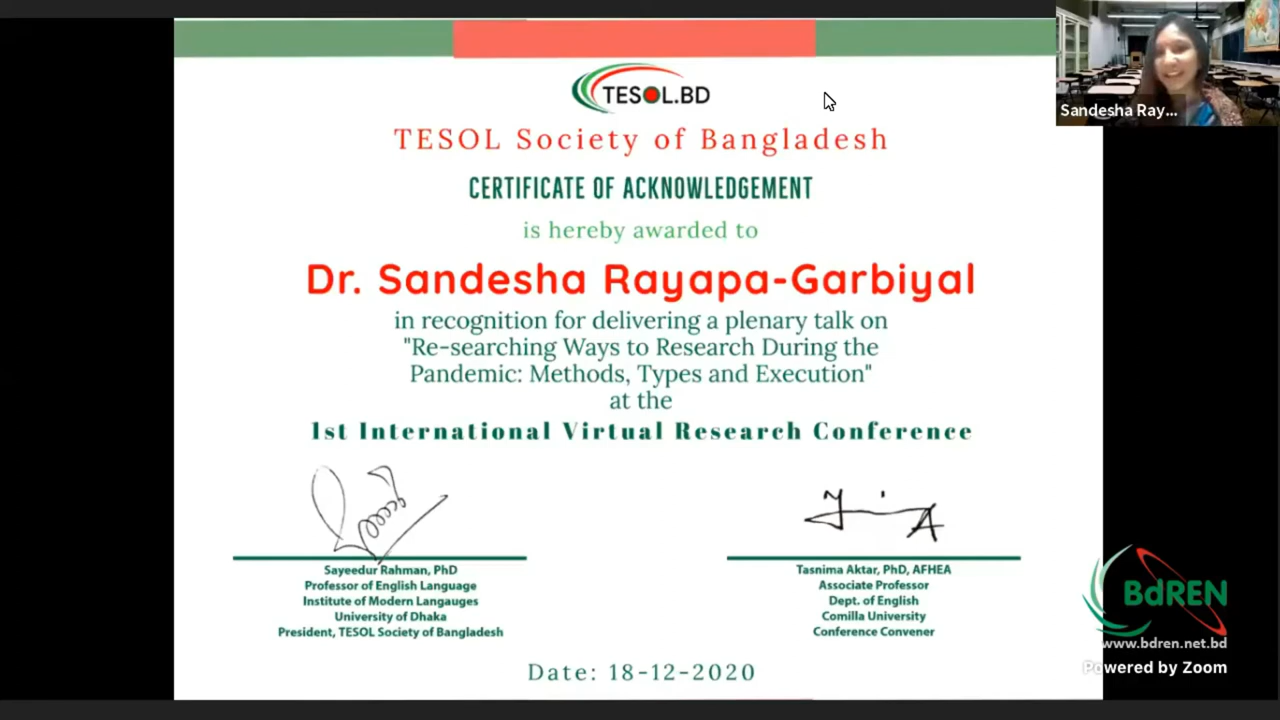 TESOL.BD
Sandesha Ray...
TESOL Society of Bangladesh
CERTIFICATE OF ACKNOWLEDGEMENT
is hereby awarded to
Dr. Sandesha Rayapa-Garbiyal
in recognition for delivering a plenary talk on
"Re-searching Ways to Research During the
Pandemic: Methods, Types and Execution"
at the
1st International Virtual Research Conference
Sayeedur Rahman, PhD
Professor of English Language
Institute of Modern Langauges
University of Dhaka
President, TESOL Society of Bangladesh
Tasnima Aktar, PhD, AFHEA
Associate Professor
Dept. of English
Comilla University
Conference Convener
Date: 18-12-2020
BdREN
www.bdren.net.bd
Powered by Zoom